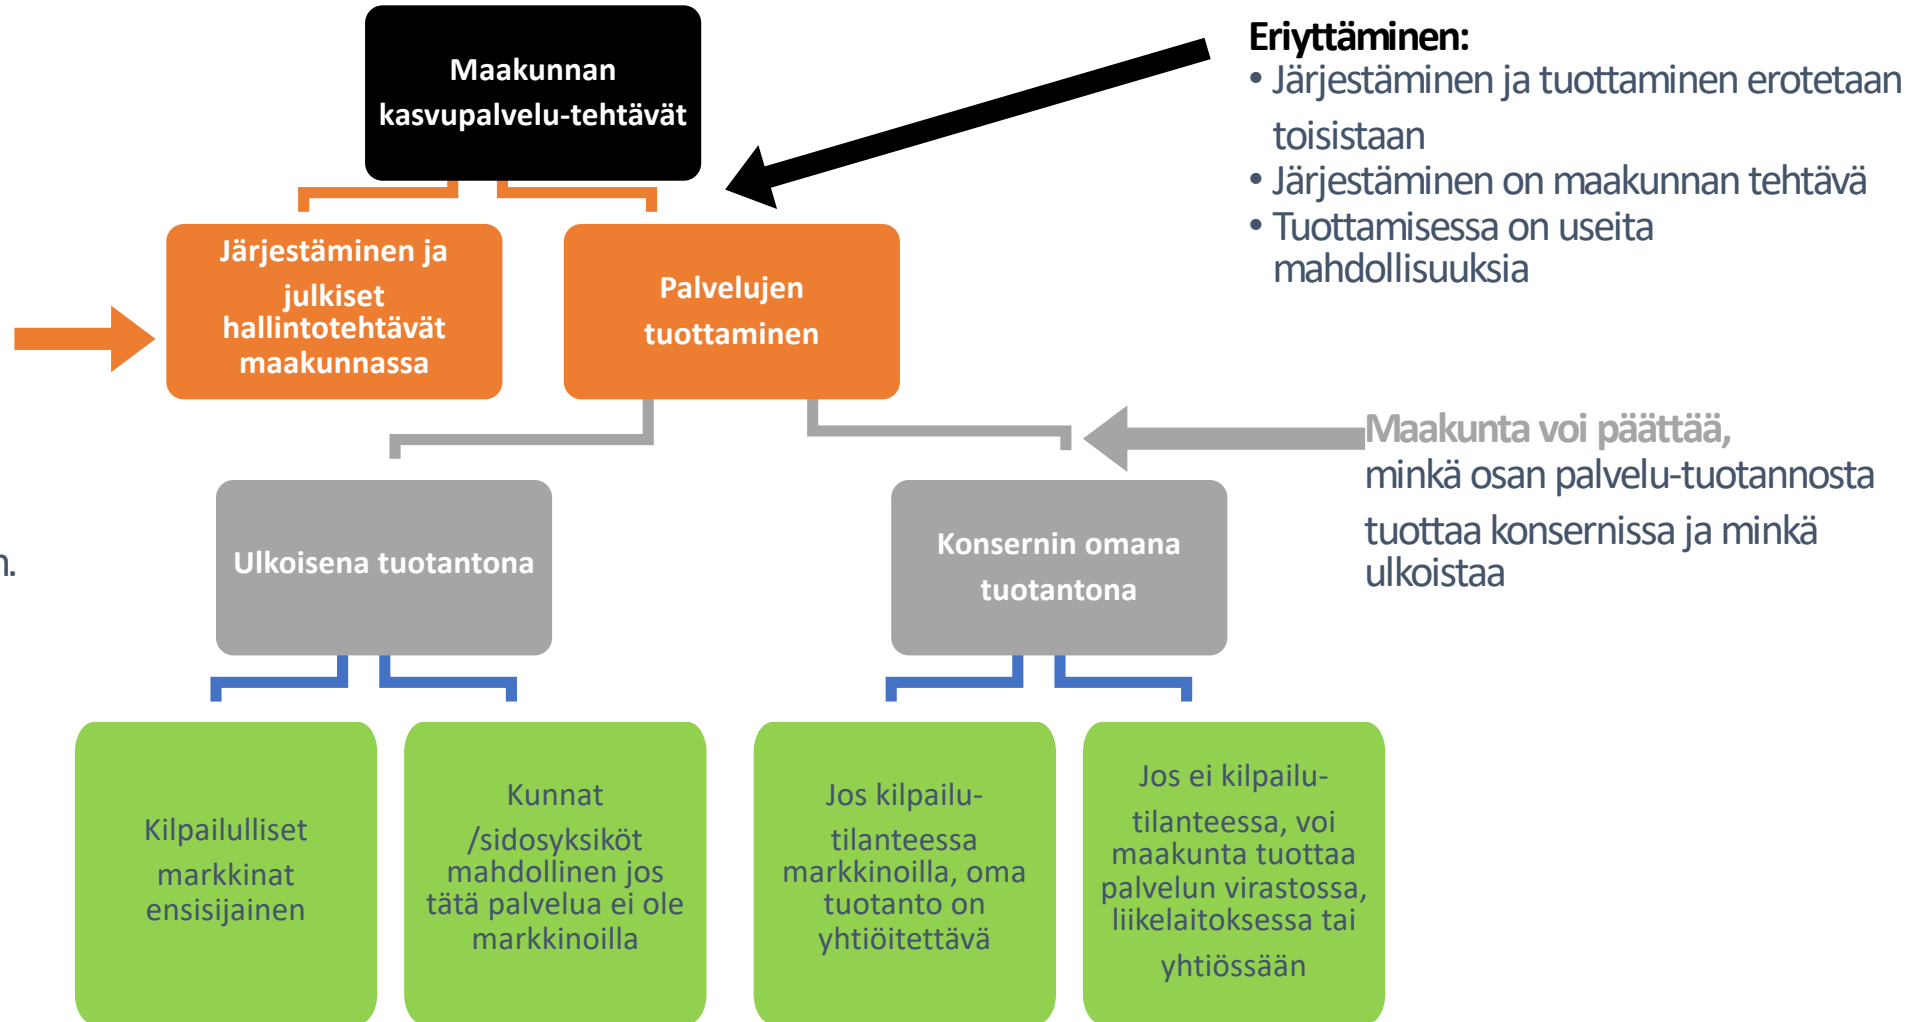 Maakunnan
kasvupalvelu-tehtävät
Eriyttäminen:
• Järjestäminen ja tuottaminen erotetaan
toisistaan
• Järjestäminen on maakunnan tehtävä
• Tuottamisessa on useita
mahdollisuuksia
Järjestäminen ja
julkiset
hallintotehtävät
maakunnassa
Palvelujen
tuottaminen
Maakunta voi päättää,
minkä osan palvelu-tuotannosta
tuottaa konsernissa ja minkä
ulkoistaa
Ulkoisena tuotantona
Konsernin omana
tuotantona
Kilpailulliset
markkinat
ensisijainen
Kunnat
/sidosyksiköt
mahdollinen jos
tätä palvelua ei ole
markkinoilla
Jos kilpailu-
tilanteessa
markkinoilla, oma
tuotanto on
yhtiöitettävä
Jos ei kilpailu-
tilanteessa, voi
maakunta tuottaa
palvelun virastossa,
liikelaitoksessa tai
yhtiössään